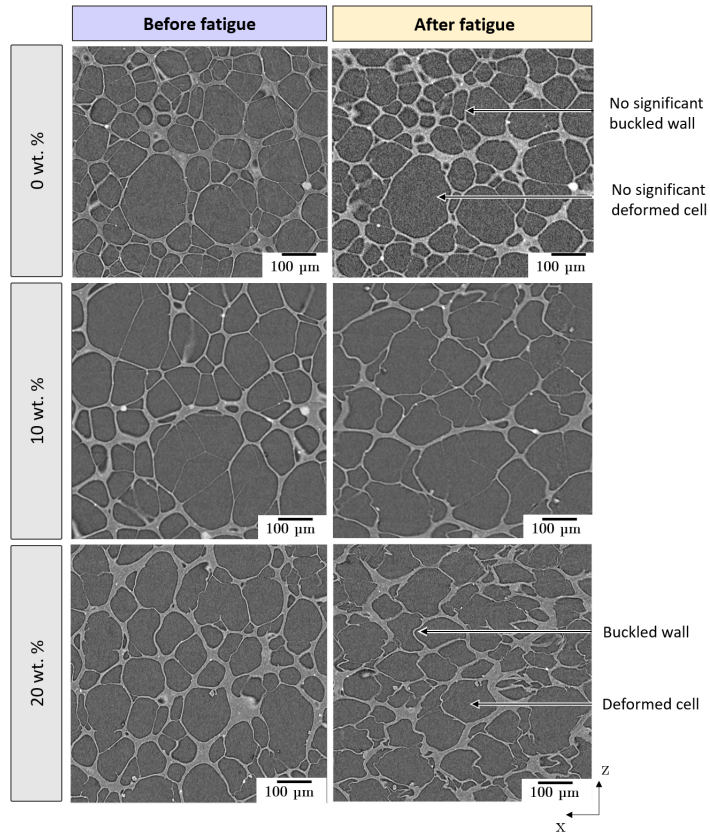 Before fatigue
After fatigue
0 wt. %
No significant
buckled wall
No significant
deformed cell
100 µm
100 µm
10 wt. %
100 µm
100 µm
20 wt. %
Buckled wall
Deformed cell
100 µm
100 µm
Z
X